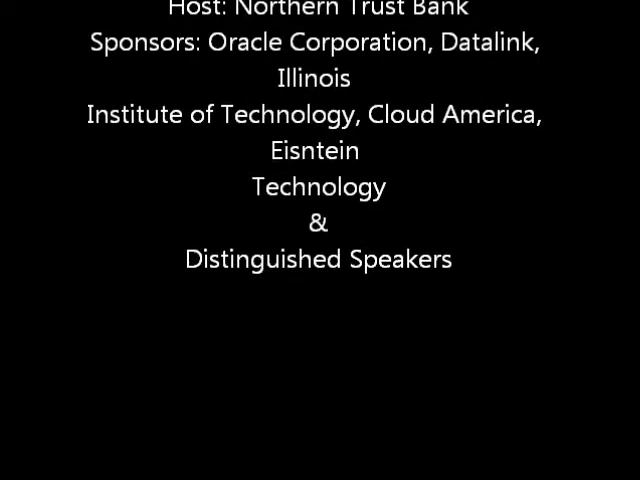 Host: Northern Trust Bank
Sponsors: Oracle Corporation, Datalink,
Illinois
Institute of Technology, Cloud America,
Eisntein
Technology
&
Distinguished Speakers